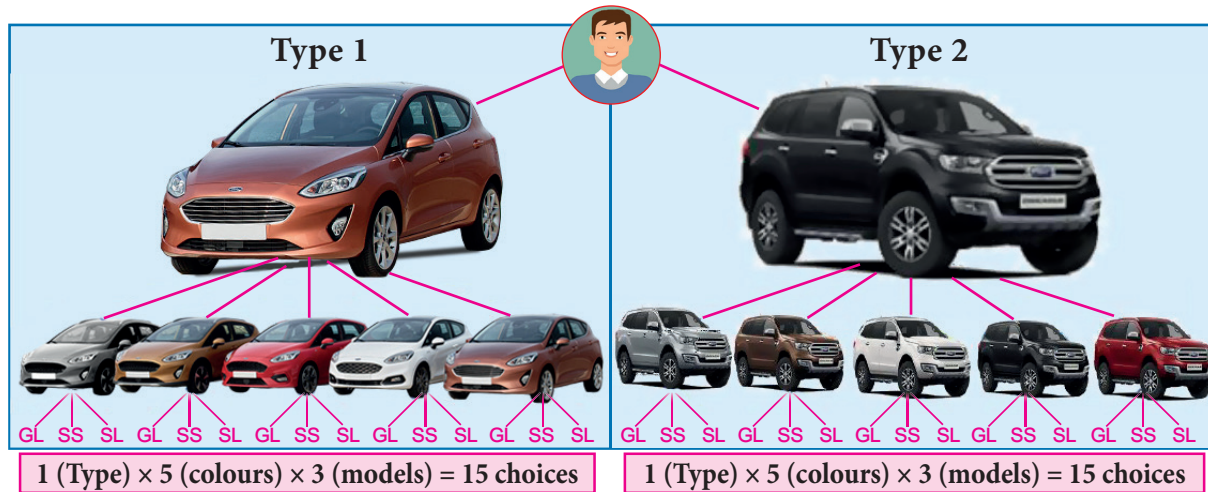 Type 1
Type 2
GL SS SL GL SS SL GL SS SL GL SS SL GL SS SL
GL SS SL GL SS SL GL SS SL GL SS SL GL SS SL
1 (Type) × 5 (colours) × 3 (models) = 15 choices
1 (Type) × 5 (colours) × 3 (models) = 15 choices